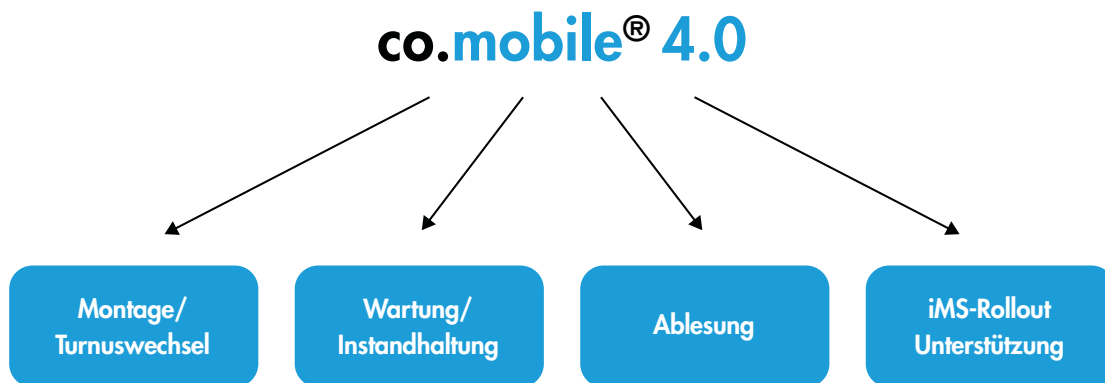 co.mobile® 4.0
Montage/
Turnuswechsel
Wartung/
Instandhaltung
Ablesung
iMS-Rollout
Unterstützung